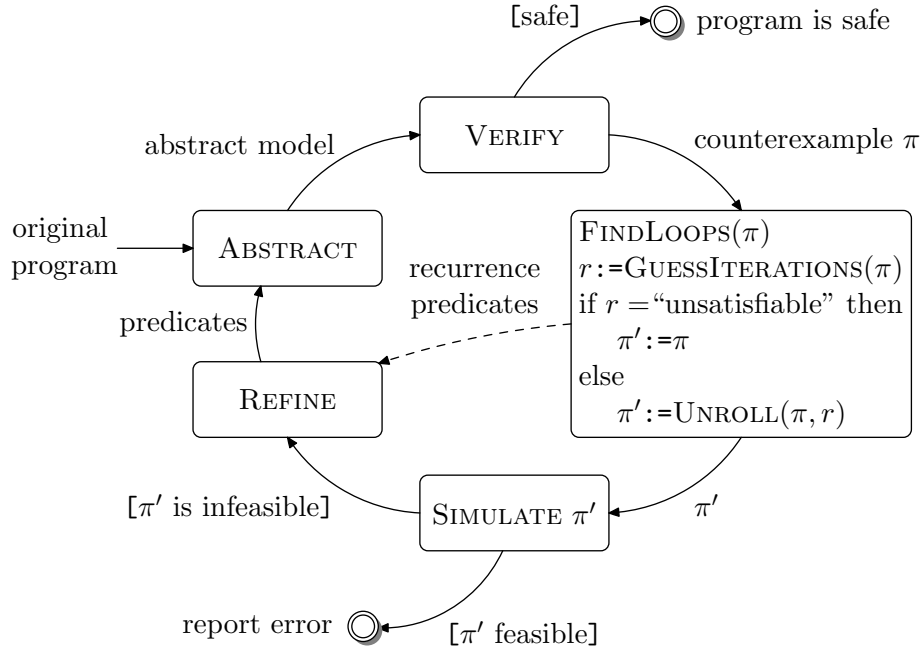 [safe]
program is safe
VERIFY
abstract model
counterexample π
original
program
ABSTRACT
FINDLOOPS(π)
r:=GUESSITERATIONS(π)
if r =“unsatisfiable” then
π′:=π
else
π′:=UNROLL(π, r)
recurrence
predicates
predicates
REFINE
[π′ is infeasible]
SIMULATE π′
π′
report error
[π′ feasible]